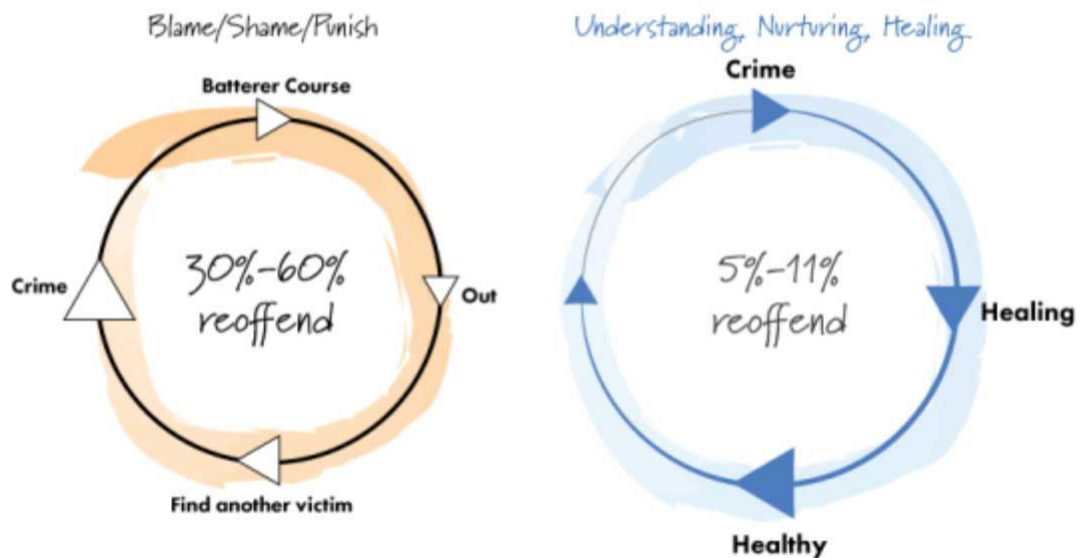 Blame/Shame/Punish
Batterer Course
Crime
30%-60%
reoffend
Out
Find another victim
Understanding, Nurturing, Healing
Crime
5%-11%
reoffend
Healing
Healthy